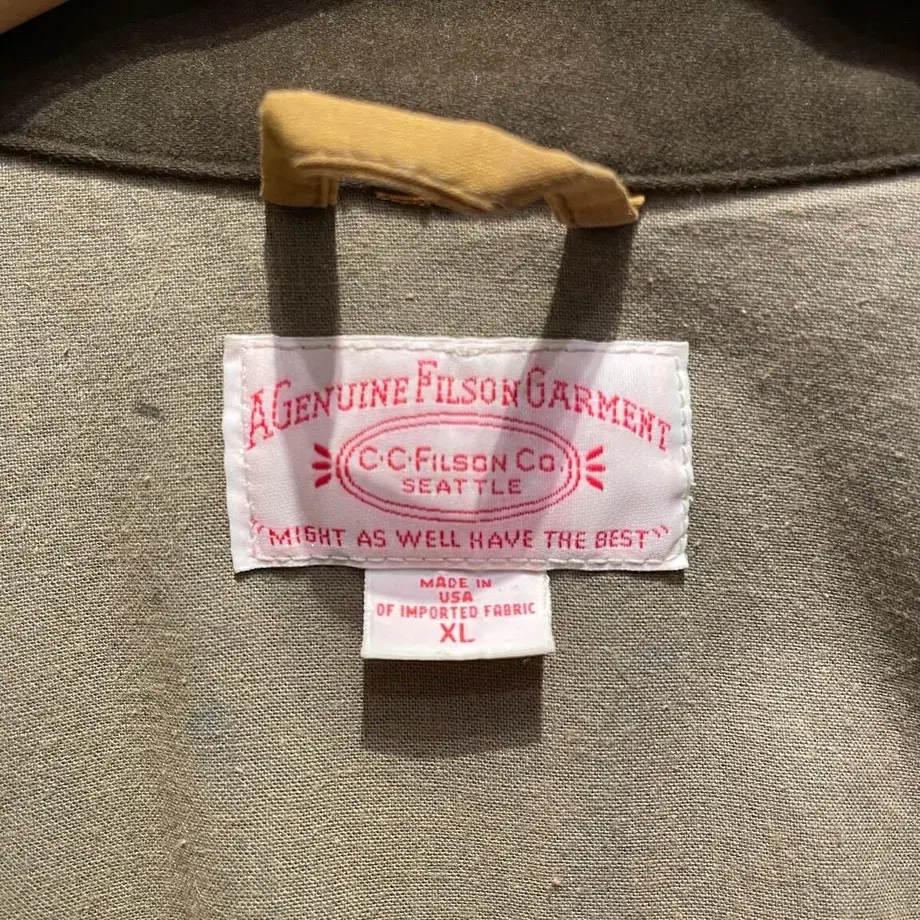 A GENUINE FILSON GARMENT
C·C·FILSON CO.
SEATTLE
"MIGHT AS WELL HAVE THE BEST"
MADE IN
USA
OF IMPORTED FABRIC
XL